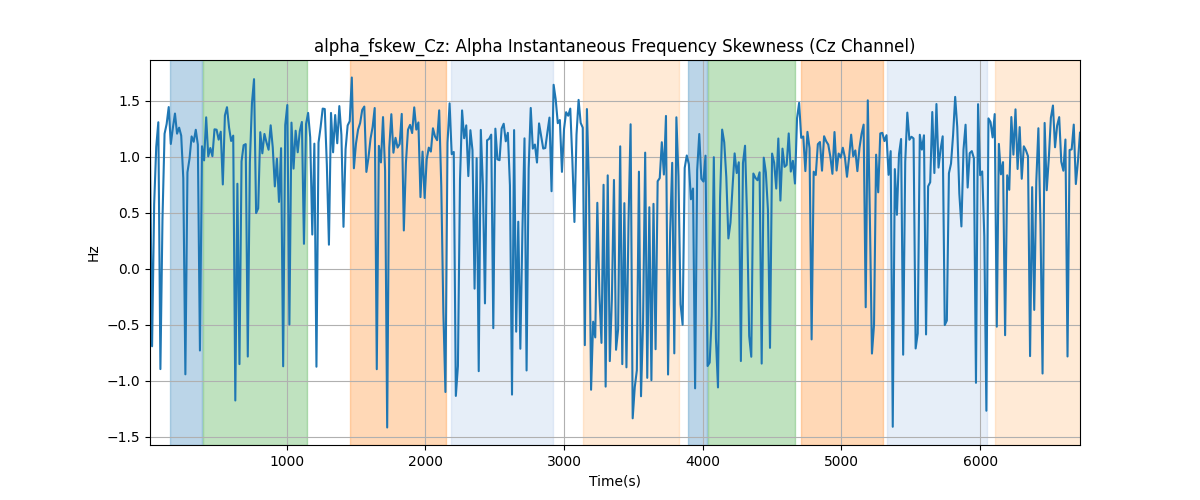 alpha_fskew_Cz: Alpha Instantaneous Frequency Skewness (Cz Channel)
1.5
1.0
0.5
0.0
−0.5
−1.0
−1.5
Hz
1000 2000 3000 4000 5000 6000
Time(s)